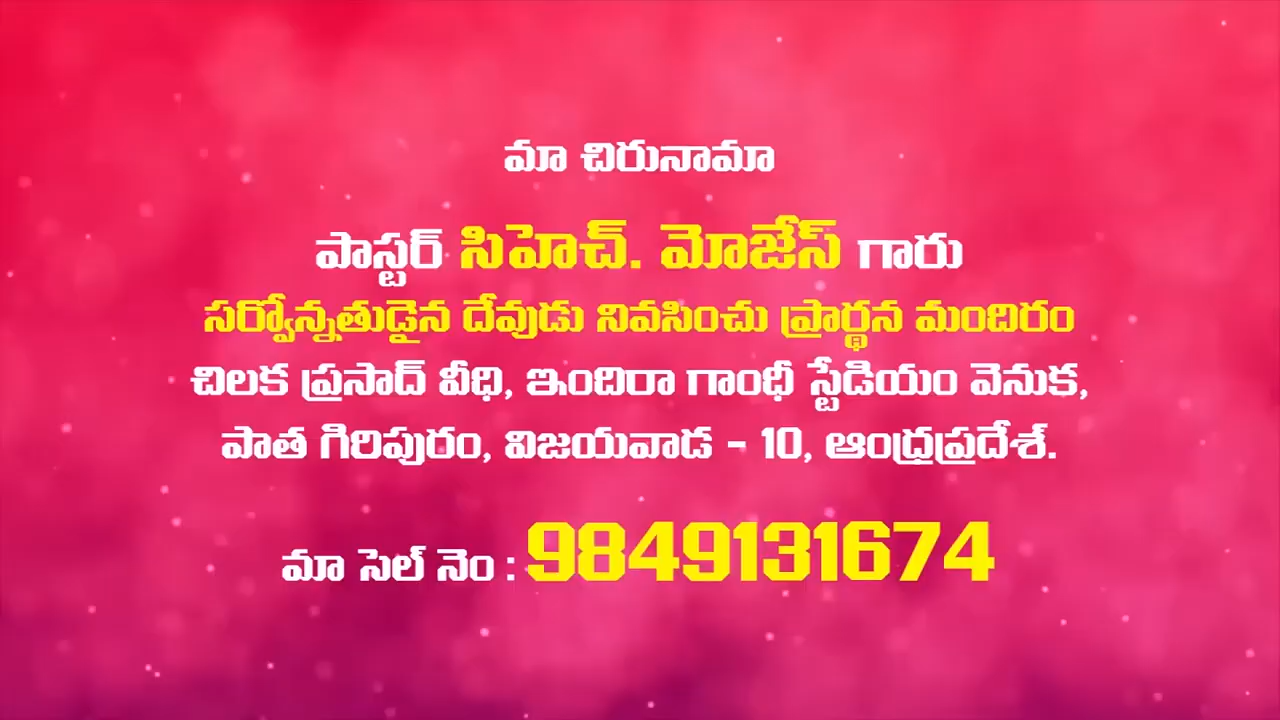 మా చిరునామా
పాస్టర్ సిహెచ్. మోజేస్ గారు
సర్వోన్నతుడైన దేవుడు నివసించు ప్రార్థన మందిరం
చిలక ప్రసాద్ వీధి, ఇందిరా గాంధీ స్టేడియం వెనుక,
పాత గిరిపురం, విజయవాడ - 10, ఆంధ్రప్రదేశ్.
మా సెల్ నెం : 9849131674